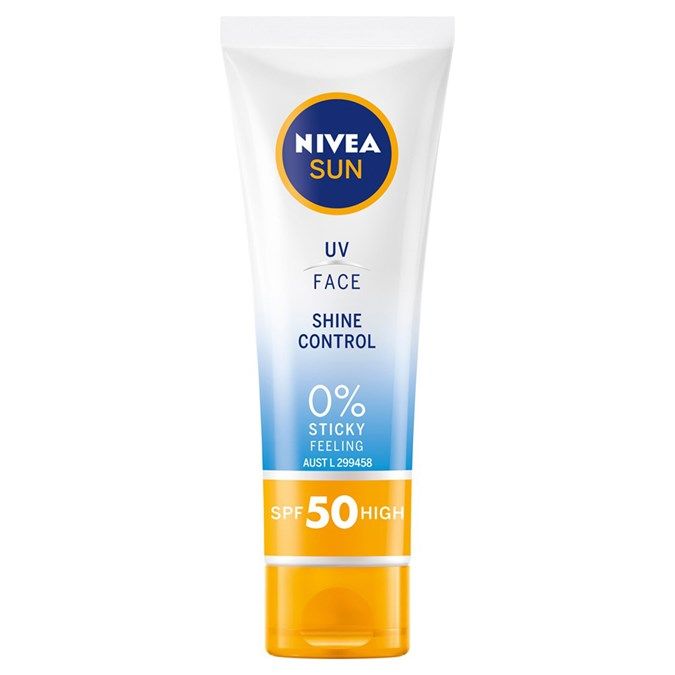 NIVEA
SUN
UV
FACE
SHINE
CONTROL
0%
STICKY
FEELING
AUST L 299458
SPF 50 HIGH